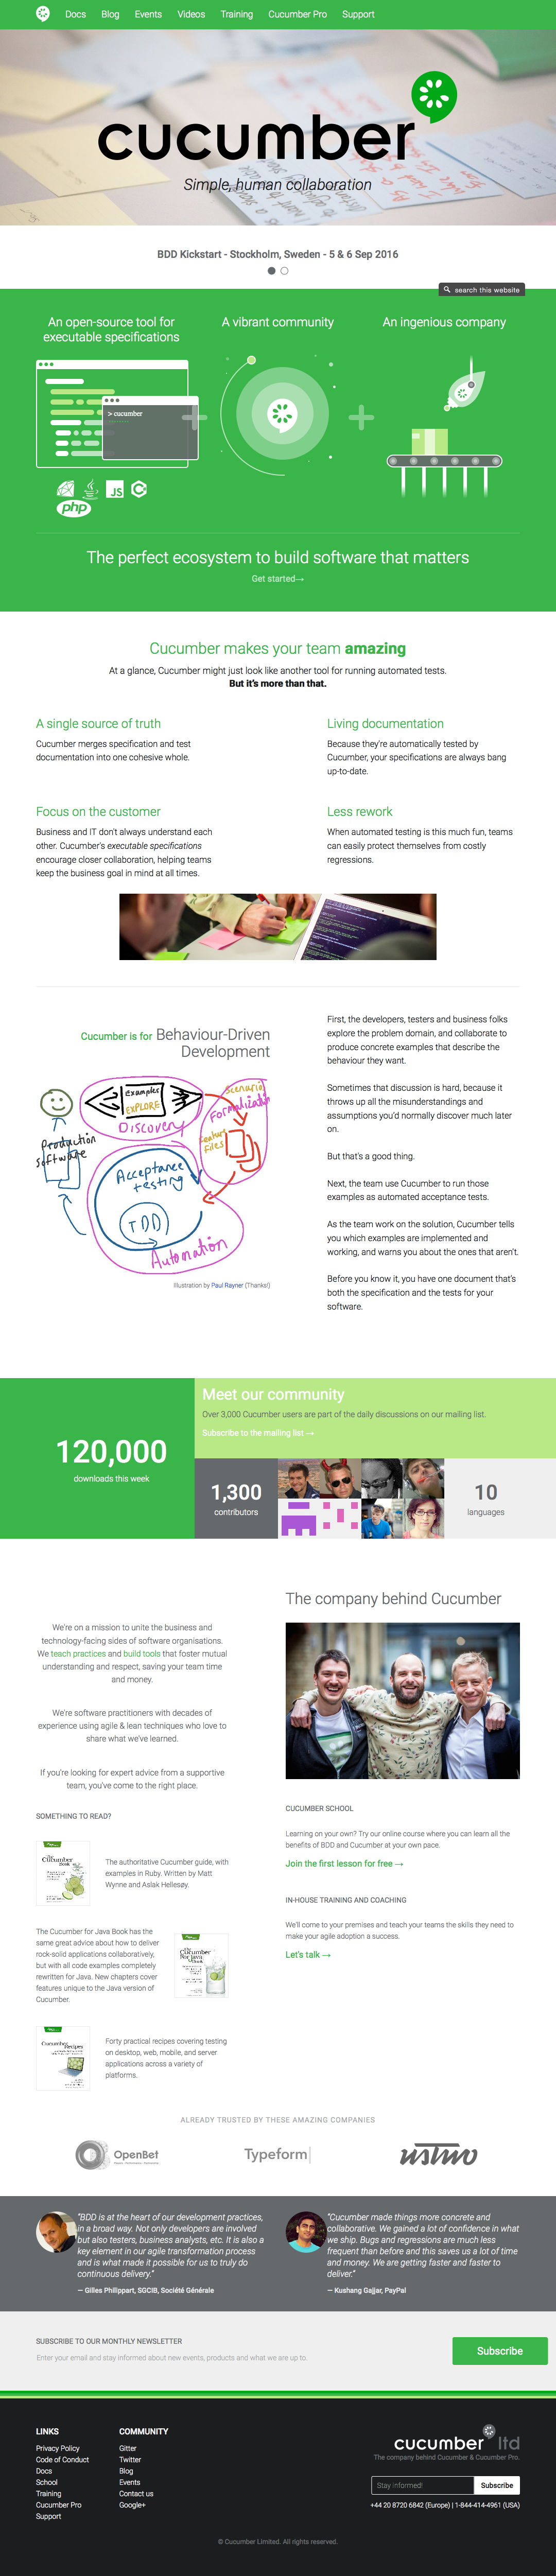 Docs Blog Events Videos Training Cucumber Pro Support
cucumber
Simple, human collaboration
BDD Kickstart - Stockholm, Sweden - 5 & 6 Sep 2016
search this website
An open-source tool for
executable specifications
A vibrant community
An ingenious company
> cucumber
JS
C
php
The perfect ecosystem to build software that matters
Get started→
Cucumber makes your team amazing
At a glance, Cucumber might just look like another tool for running automated tests.
But it's more than that.
A single source of truth
Cucumber merges specification and test
documentation into one cohesive whole.
Living documentation
Because they're automatically tested by
Cucumber, your specifications are always bang
up-to-date.
Focus on the customer
Business and IT don't always understand each
other. Cucumber's executable specifications
encourage closer collaboration, helping teams
keep the business goal in mind at all times.
Less rework
When automated testing is this much fun, teams
can easily protect themselves from costly
regressions.
Cucumber is for Behaviour-Driven
Development
Examples
EXPLORE
Discovery
Scenario
Formalizatin
Feature
Files
Production
software
Acceptance
testing
TDD
Automation
Illustration by Paul Rayner (Thanks!)
First, the developers, testers and business folks
explore the problem domain, and collaborate to
produce concrete examples that describe the
behaviour they want.
Sometimes that discussion is hard, because it
throws up all the misunderstandings and
assumptions you'd normally discover much later
on.
But that's a good thing.
Next, the team use Cucumber to run those
examples as automated acceptance tests.
As the team work on the solution, Cucumber tells
you which examples are implemented and
working, and warns you about the ones that aren't.
Before you know it, you have one document that's
both the specification and the tests for your
software.
120,000
downloads this week
Meet our community
Over 3,000 Cucumber users are part of the daily discussions on our mailing list.
Subscribe to the mailing list →
1,300
contributors
10
languages
We're on a mission to unite the business and
technology-facing sides of software organisations.
We teach practices and build tools that foster mutual
understanding and respect, saving your team time
and money.
We're software practitioners with decades of
experience using agile & lean techniques who love to
share what we've learned.
If you're looking for expert advice from a supportive
team, you've come to the right place.
SOMETHING TO READ?
The
Cucumber
Book
The authoritative Cucumber guide, with
examples in Ruby. Written by Matt
Wynne and Aslak Hellesøy.
The Cucumber for Java Book has the
same great advice about how to deliver
rock-solid applications collaboratively,
but with all code examples completely
rewritten for Java. New chapters cover
features unique to the Java version of
Cucumber.
The
Cucumber
For Java
Book
Cucumber
Recipes
Forty practical recipes covering testing
on desktop, web, mobile, and server
applications across a variety of
platforms.
The company behind Cucumber
CUCUMBER SCHOOL
Learning on your own? Try our online course where you can learn all the
benefits of BDD and Cucumber at your own pace.
Join the first lesson for free →
IN-HOUSE TRAINING AND COACHING
We'll come to your premises and teach your teams the skills they need to
make your agile adoption a success.
Let's talk →
ALREADY TRUSTED BY THESE AMAZING COMPANIES
OpenBet
Typeform
ustwo
"BDD is at the heart of our development practices,
in a broad way. Not only developers are involved
but also testers, business analysts, etc. It is also a
key element in our agile transformation process
and is what made it possible for us to truly do
continuous delivery."
— Gilles Philippart, SGCIB, Société Générale
"Cucumber made things more concrete and
collaborative. We gained a lot of confidence in what
we ship. Bugs and regressions are much less
frequent than before and this saves us a lot of time
and money. We are getting faster and faster to
deliver."
— Kushang Gajjar, PayPal
SUBSCRIBE TO OUR MONTHLY NEWSLETTER
Enter your email and stay informed about new events, products and what we are up to.
Subscribe
LINKS
Privacy Policy
Code of Conduct
Docs
School
Training
Cucumber Pro
Support
COMMUNITY
Gitter
Twitter
Blog
Events
Contact us
Google+
cucumber ltd
The company behind Cucumber & Cucumber Pro.
Stay informed! Subscribe
+44 20 8720 6842 (Europe) | 1-844-414-4961 (USA)
© Cucumber Limited. All rights reserved.